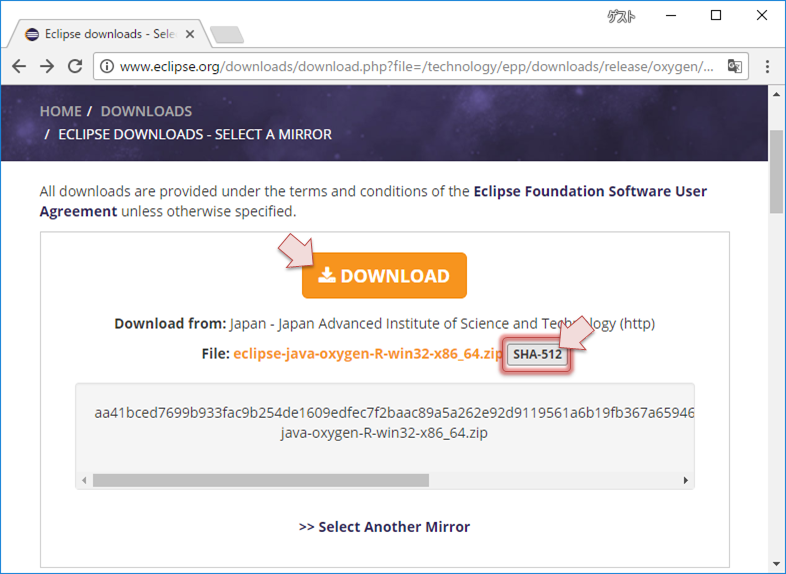 ゲスト
Eclipse downloads - Sele
www.eclipse.org/downloads/download.php?file=/technology/epp/downloads/release/oxygen/...
HOME / DOWNLOADS
/ ECLIPSE DOWNLOADS - SELECT A MIRROR
All downloads are provided under the terms and conditions of the Eclipse Foundation Software User
Agreement unless otherwise specified.
DOWNLOAD
Download from: Japan - Japan Advanced Institute of Science and Technology (http)
File: eclipse-java-oxygen-R-win32-x86_64.zip SHA-512
aa41bced7699b933fac9b254de1609edfec7f2baac89a5a262e92d9119561a6b19fb367a65946
java-oxygen-R-win32-x86_64.zip
>> Select Another Mirror